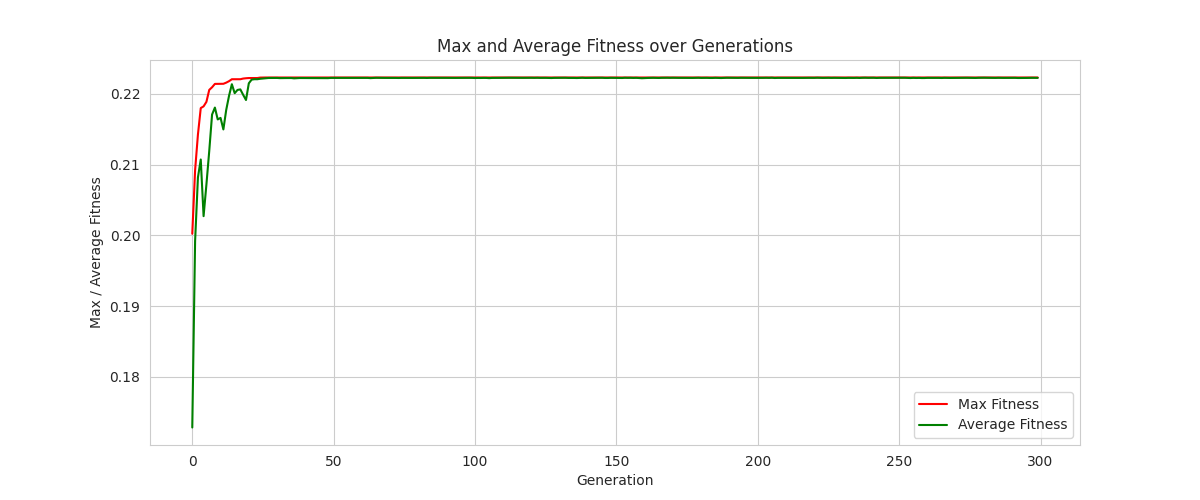 Max and Average Fitness over Generations
Max / Average Fitness
0.22
0.21
0.20
0.19
0.18
0
50
100
150
200
250
300
Generation
Max Fitness
Average Fitness